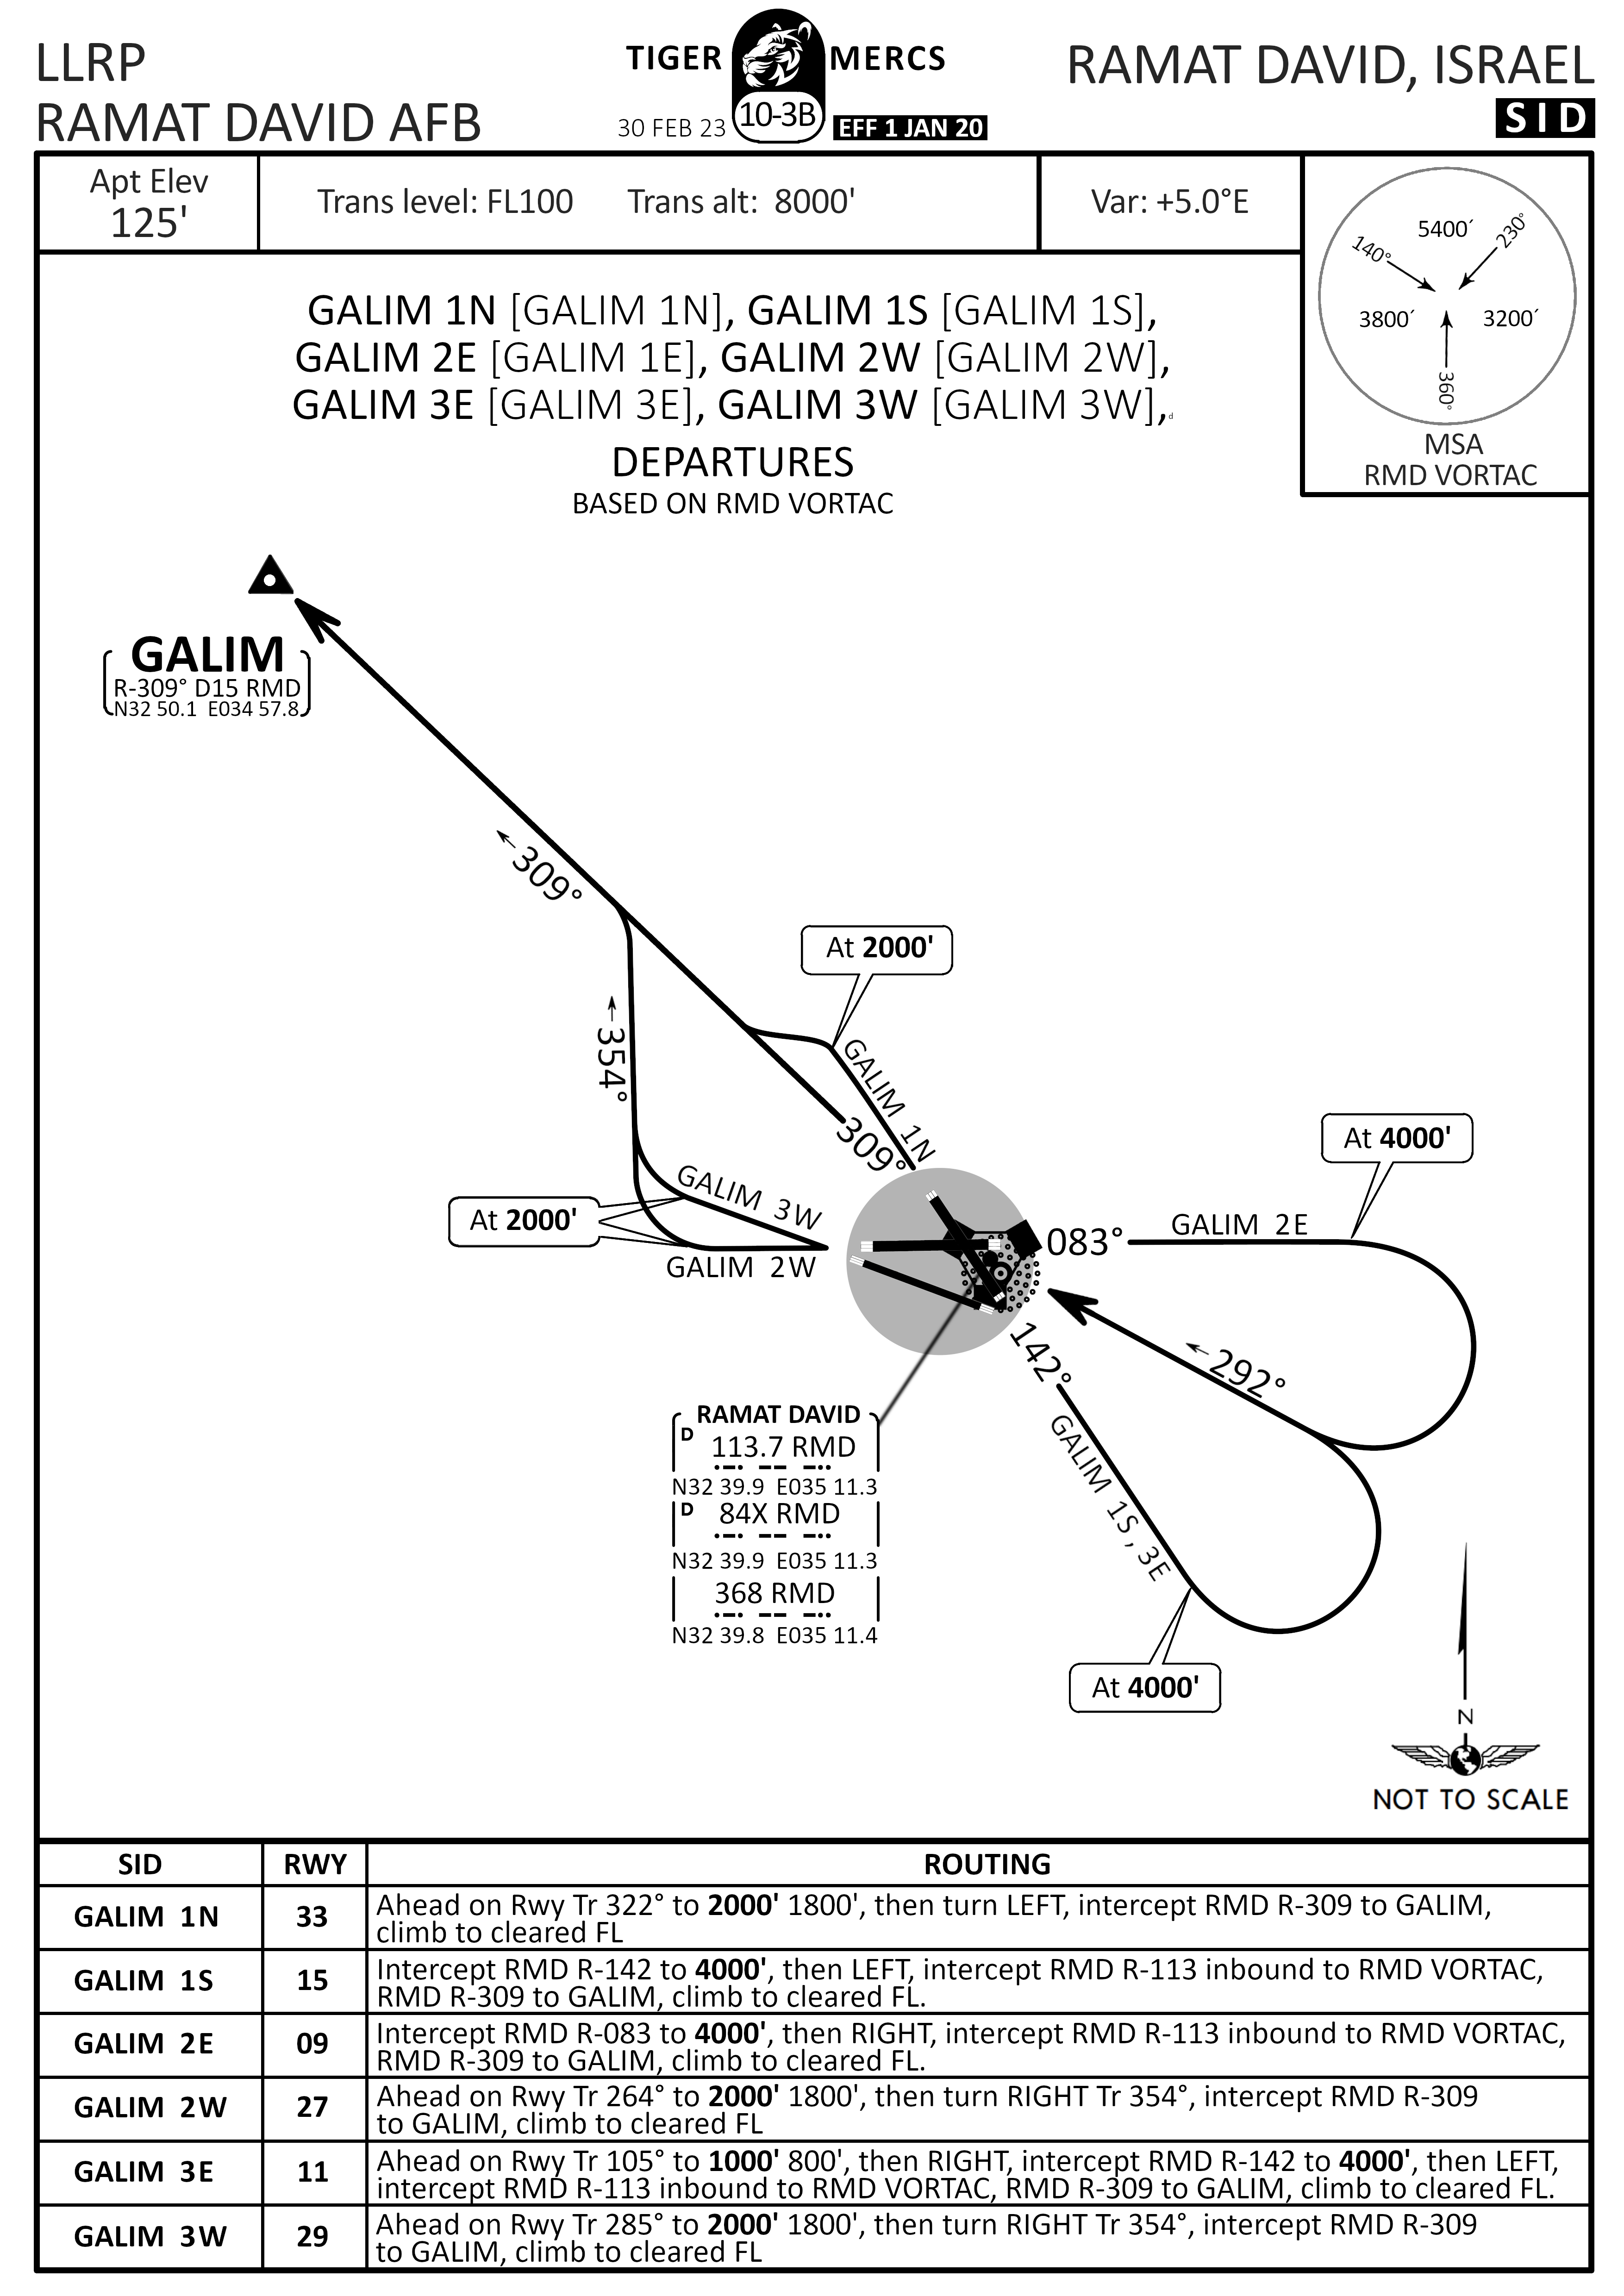 LLRP
RAMAT DAVID AFB
TIGER MERCS
10-3B
30 FEB 23
EFF 1 JAN 20
RAMAT DAVID, ISRAEL
SID
Apt Elev
125'
Trans level: FL100 Trans alt: 8000'
Var: +5.0°E
5400´
140°
230°
3800´
3200´
360°
MSA
RMD VORTAC
GALIM 1N [GALIM 1N], GALIM 1S [GALIM 1S],
GALIM 2E [GALIM 1E], GALIM 2W [GALIM 2W],
GALIM 3E [GALIM 3E], GALIM 3W [GALIM 3W],d
DEPARTURES
BASED ON RMD VORTAC
GALIM
R-309° D15 RMD
N32 50.1 E034 57.8
309°
At 2000'
354°
GALIM 1N
309°
At 4000'
GALIM 3W
At 2000'
GALIM 2W
083°
GALIM 2E
292°
142°
GALIM 1S, 3E
RAMAT DAVID
D 113.7 RMD
N32 39.9 E035 11.3
D 84X RMD
N32 39.9 E035 11.3
368 RMD
N32 39.8 E035 11.4
At 4000'
N
NOT TO SCALE
SID RWY ROUTING
GALIM 1N 33 Ahead on Rwy Tr 322° to 2000' 1800', then turn LEFT, intercept RMD R-309 to GALIM,
climb to cleared FL
GALIM 1S 15 Intercept RMD R-142 to 4000', then LEFT, intercept RMD R-113 inbound to RMD VORTAC,
RMD R-309 to GALIM, climb to cleared FL.
GALIM 2E 09 Intercept RMD R-083 to 4000', then RIGHT, intercept RMD R-113 inbound to RMD VORTAC,
RMD R-309 to GALIM, climb to cleared FL.
GALIM 2W 27 Ahead on Rwy Tr 264° to 2000' 1800', then turn RIGHT Tr 354°, intercept RMD R-309
to GALIM, climb to cleared FL
GALIM 3E 11 Ahead on Rwy Tr 105° to 1000' 800', then RIGHT, intercept RMD R-142 to 4000', then LEFT,
intercept RMD R-113 inbound to RMD VORTAC, RMD R-309 to GALIM, climb to cleared FL.
GALIM 3W 29 Ahead on Rwy Tr 285° to 2000' 1800', then turn RIGHT Tr 354°, intercept RMD R-309
to GALIM, climb to cleared FL